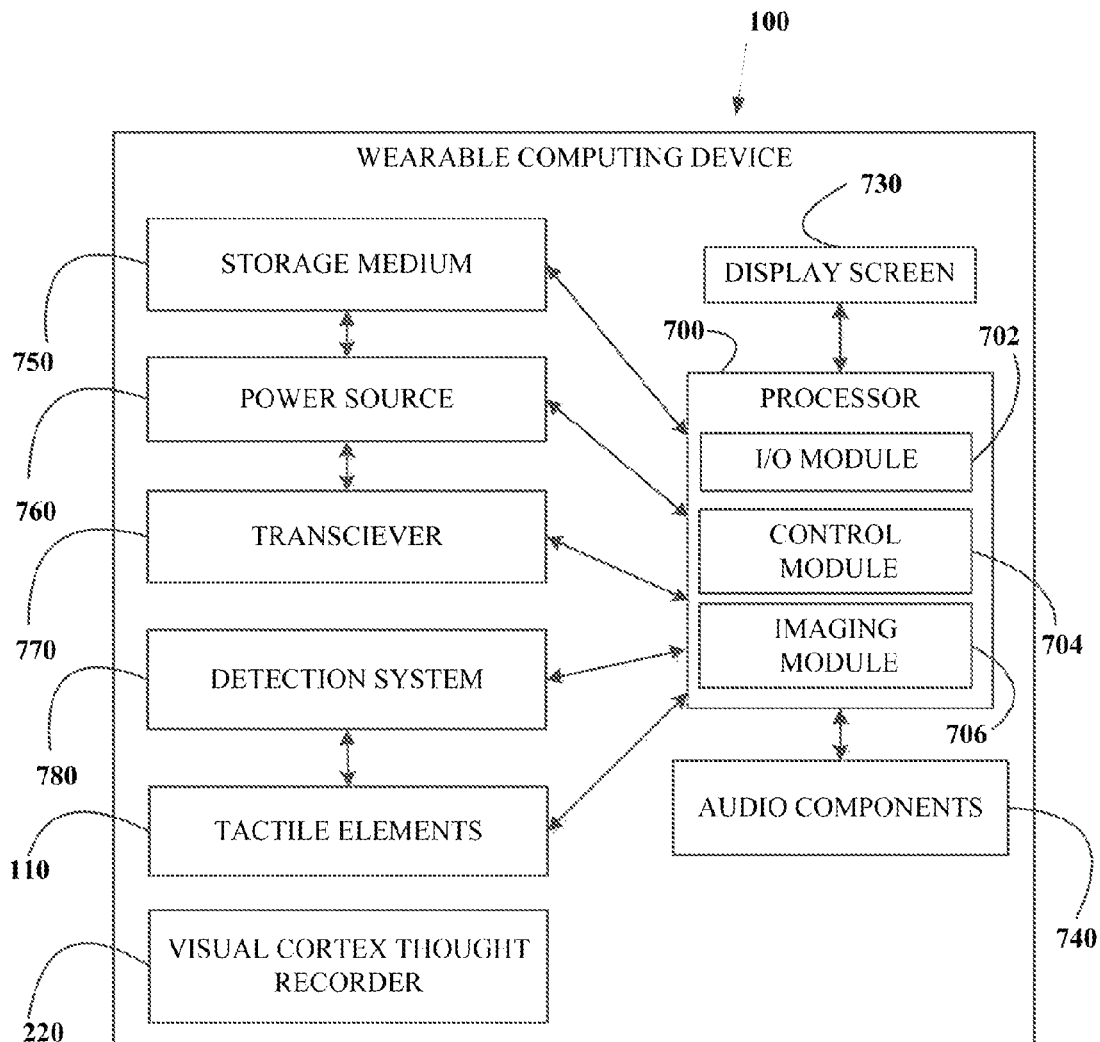 100
WEARABLE COMPUTING DEVICE
730
STORAGE MEDIUM
DISPLAY SCREEN
750
700
702
POWER SOURCE
PROCESSOR
I/O MODULE
760
TRANSCIEVER
CONTROL
MODULE
770
IMAGING
MODULE
704
DETECTION SYSTEM
780
706
TACTILE ELEMENTS
AUDIO COMPONENTS
110
VISUAL CORTEX THOUGHT
RECORDER
740
220